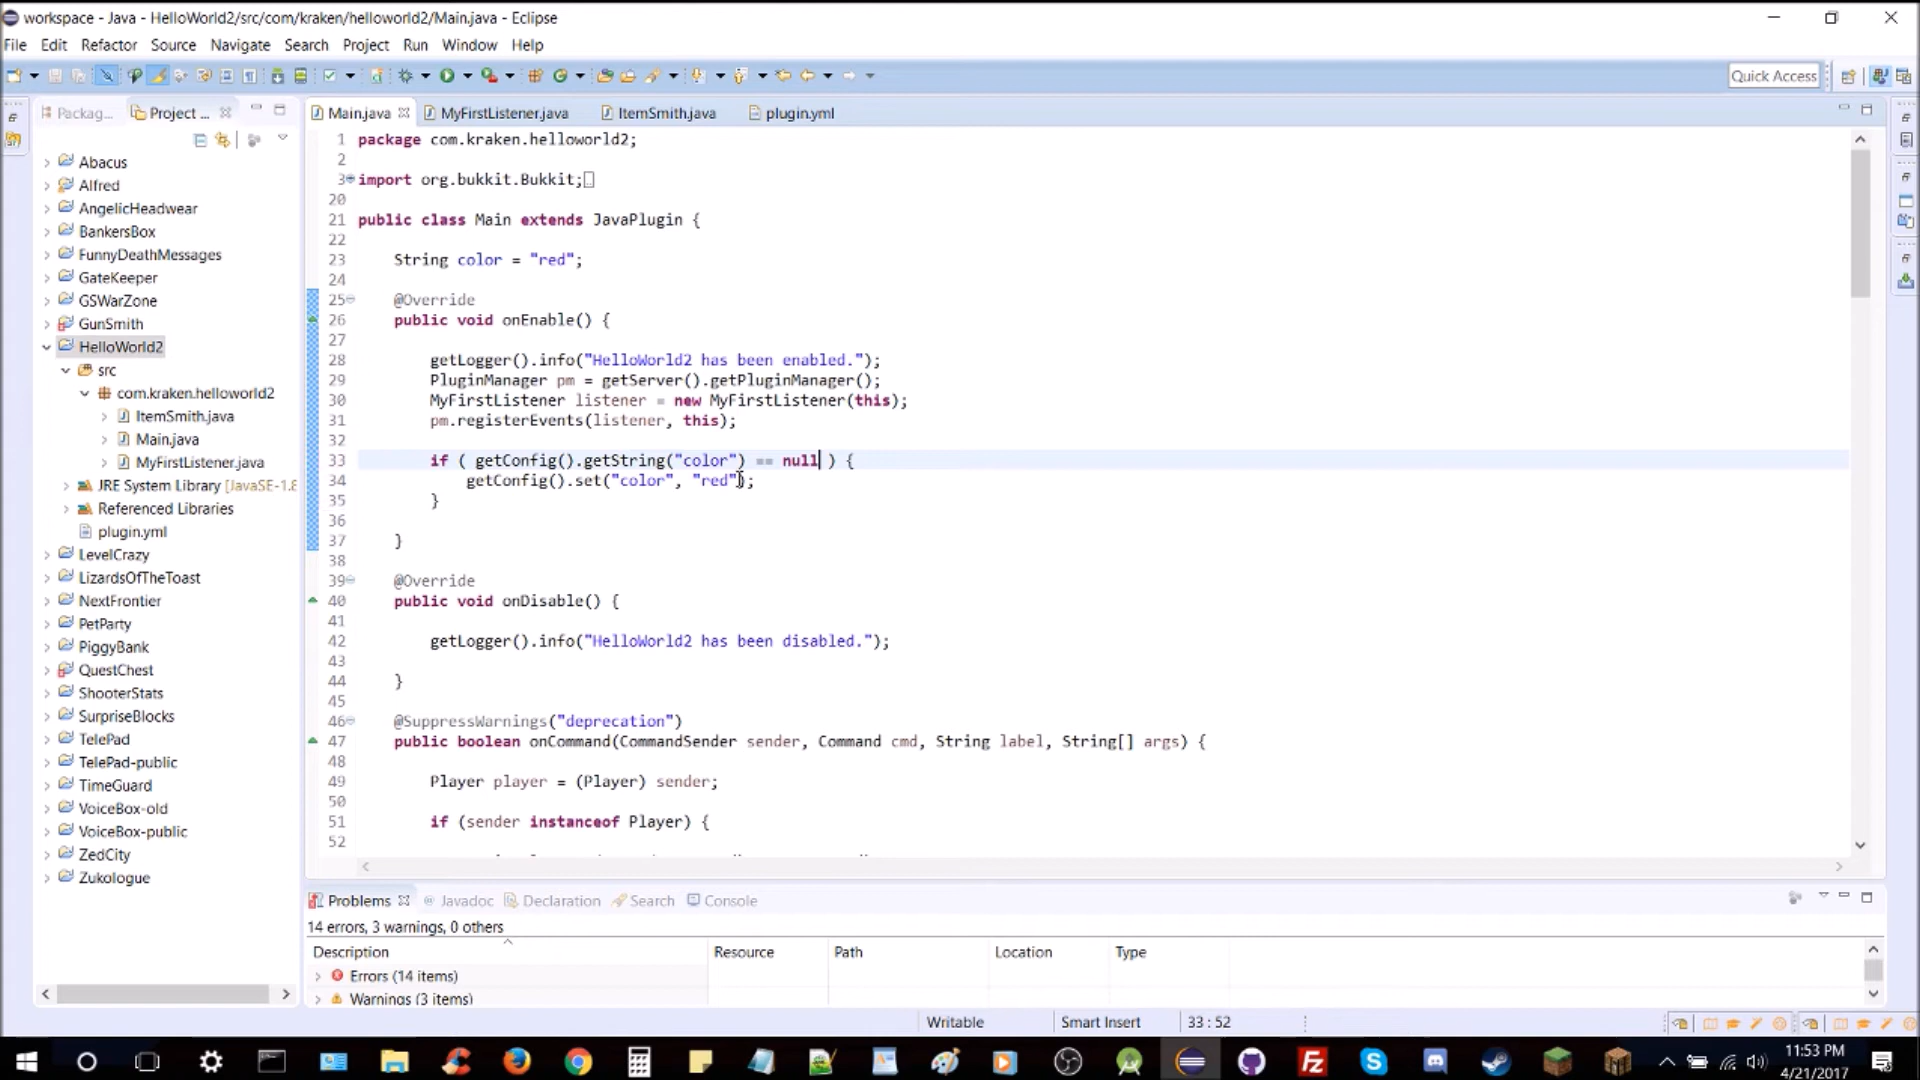 workspace - Java - HelloWorld2/src/com/kraken/helloworld2/Main.java - Eclipse
File Edit Refactor Source Navigate Search Project Run Window Help
Quick Access
Packag... Project ...
Main.java MyFirstListener.java ItemSmith.java plugin.yml
Abacus
Alfred
AngelicHeadwear
BankersBox
FunnyDeathMessages
GateKeeper
GSWarZone
GunSmith
HelloWorld2
src
com.kraken.helloworld2
ItemSmith.java
Main.java
MyFirstListener.java
JRE System Library [JavaSE-1.8
Referenced Libraries
plugin.yml
LevelCrazy
LizardsOfTheToast
NextFrontier
PetParty
PiggyBank
QuestChest
ShooterStats
SurpriseBlocks
TelePad
TelePad-public
TimeGuard
VoiceBox-old
VoiceBox-public
ZedCity
Zukologue
1 package com.kraken.helloworld2;
2
3 import org.bukkit.Bukkit;
20
21 public class Main extends JavaPlugin {
22
23 String color = "red";
24
25 @Override
26 public void onEnable() {
27
28 getLogger().info("HelloWorld2 has been enabled.");
29 PluginManager pm = getServer().getPluginManager();
30 MyFirstListener listener = new MyFirstListener(this);
31 pm.registerEvents(listener, this);
32
33 if ( getConfig().getString("color") == null ) {
34 getConfig().set("color", "red");
35 }
36
37 }
38
39 @Override
40 public void onDisable() {
41
42 getLogger().info("HelloWorld2 has been disabled.");
43
44 }
45
46 @SuppressWarnings("deprecation")
47 public boolean onCommand(CommandSender sender, Command cmd, String label, String[] args) {
48
49 Player player = (Player) sender;
50
51 if (sender instanceof Player) {
52
Problems @ Javadoc Declaration Search Console
14 errors, 3 warnings, 0 others
Description Resource Path Location Type
Errors (14 items)
Warnings (3 items)
Writable Smart Insert 33 : 52
11:53 PM
4/21/2017